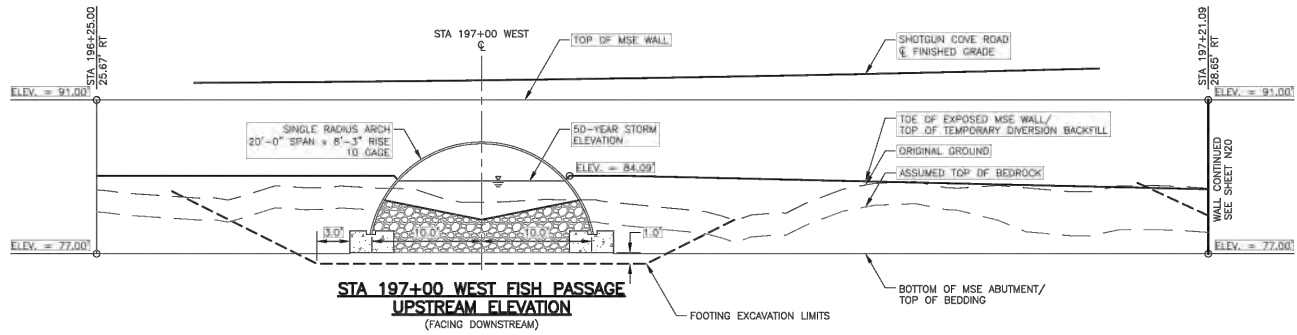 STA 196+25.00
25.67' RT
STA 197+00 WEST
℄
TOP OF MSE WALL
SHOTGUN COVE ROAD
℄ FINISHED GRADE
STA 197+21.09
28.65' RT
ELEV. = 91.00'
ELEV. = 91.00'
SINGLE RADIUS ARCH
20'-0" SPAN x 8'-3" RISE
10 GAGE
50-YEAR STORM
ELEVATION
TOE OF EXPOSED MSE WALL/
TOP OF TEMPORARY DIVERSION BACKFILL
ORIGINAL GROUND
ELEV. = 84.09'
ASSUMED TOP OF BEDROCK
WALL CONTINUED
SEE SHEET N20
3.0'
10.0'
10.0'
1.0'
ELEV. = 77.00'
ELEV. = 77.00'
STA 197+00 WEST FISH PASSAGE
UPSTREAM ELEVATION
(FACING DOWNSTREAM)
FOOTING EXCAVATION LIMITS
BOTTOM OF MSE ABUTMENT/
TOP OF BEDDING